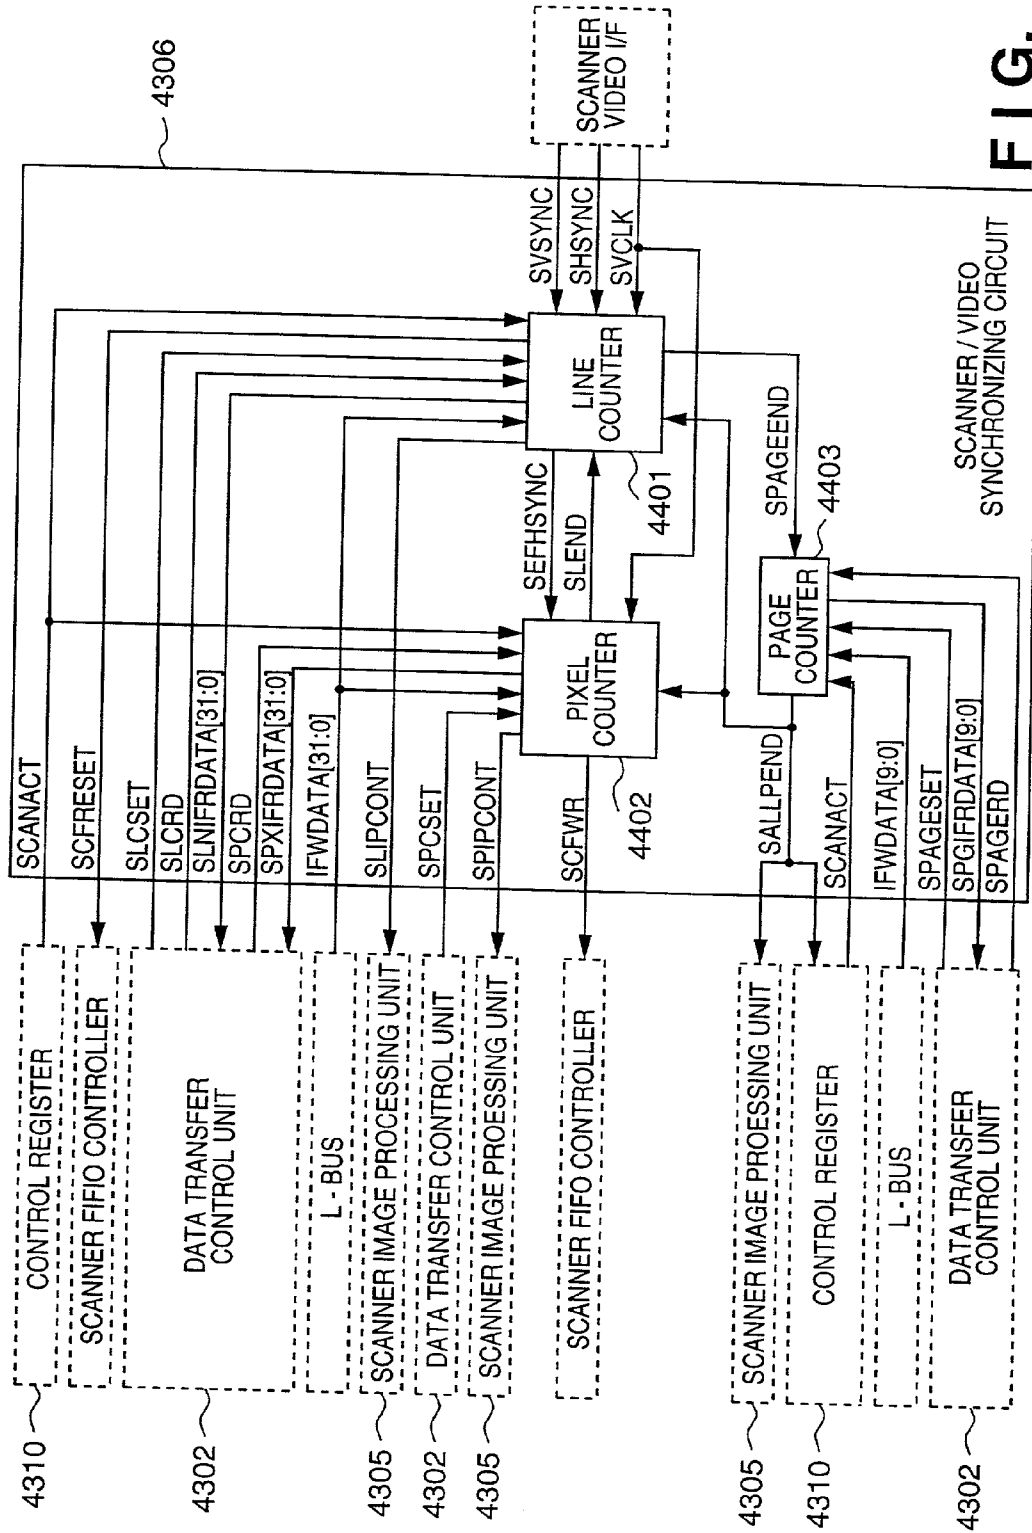 FIG.
4306
SCANNER / VIDEO
SYNCHRONIZING CIRCUIT
4310
CONTROL REGISTER
SCANACT
SCANNER FIFIO CONTROLLER
SCFRESET
4302
DATA TRANSFER
CONTROL UNIT
SLCSET
SLCRD
SLNIFRDATA[31:0]
SPCRD
SPXIFRDATA[31:0]
L - BUS
IFWDATA[31:0]
4305
SCANNER IMAGE PROCESSING UNIT
SLIPCONT
4302
DATA TRANSFER CONTROL UNIT
SPCSET
4305
SCANNER IMAGE PROESSING UNIT
SPIPCONT
SCANNER FIFO CONTROLLER
SCFWR
PIXEL
COUNTER
4402
SEFHSYNC
SLEND
LINE
COUNTER
4401
SVSYNC
SHSYNC
SVCLK
SCANNER
VIDEO I/F
SPAGEEND
PAGE
COUNTER
4403
4305
SCANNER IMAGE PROESSING UNIT
SALLPEND
4310
CONTROL REGISTER
SCANACT
L - BUS
IFWDATA[9:0]
4302
DATA TRANSFER
CONTROL UNIT
SPAGESET
SPGIFRDATA[9:0]
SPAGERD